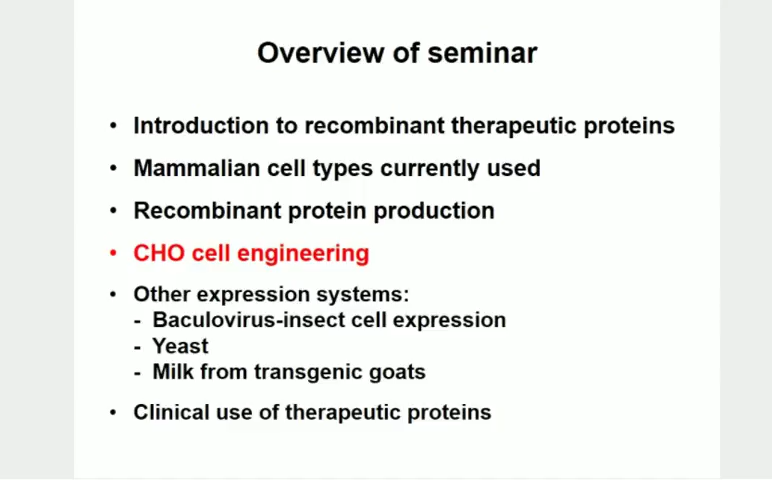 Overview of seminar
• Introduction to recombinant therapeutic proteins
• Mammalian cell types currently used
• Recombinant protein production
• CHO cell engineering
• Other expression systems:
- Baculovirus-insect cell expression
- Yeast
- Milk from transgenic goats
• Clinical use of therapeutic proteins